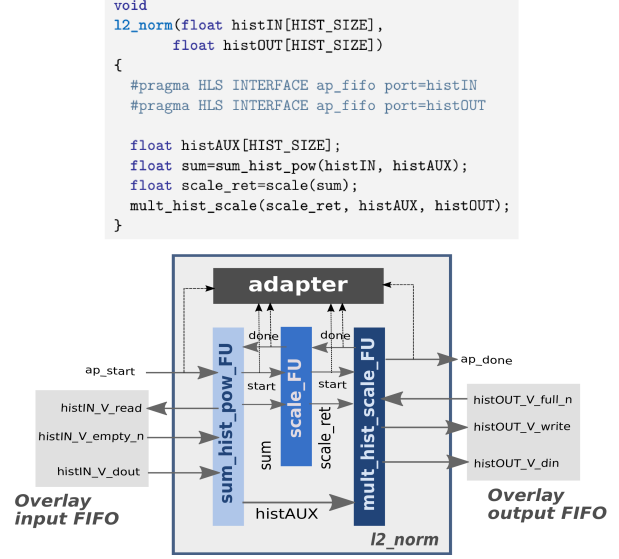 void
l2_norm(float histIN[HIST_SIZE],
float histOUT[HIST_SIZE])
{
#pragma HLS INTERFACE ap_fifo port=histIN
#pragma HLS INTERFACE ap_fifo port=histOUT
float histAUX[HIST_SIZE];
float sum=sum_hist_pow(histIN, histAUX);
float scale_ret=scale(sum);
mult_hist_scale(scale_ret, histAUX, histOUT);
}
adapter
done
done
ap_start
ap_done
start
start
sum_hist_pow_FU
scale_FU
mult_hist_scale_FU
histIN_V_read
histIN_V_empty_n
histIN_V_dout
sum
scale_ret
histOUT_V_full_n
histOUT_V_write
histOUT_V_din
Overlay
input FIFO
histAUX
Overlay
output FIFO
l2_norm